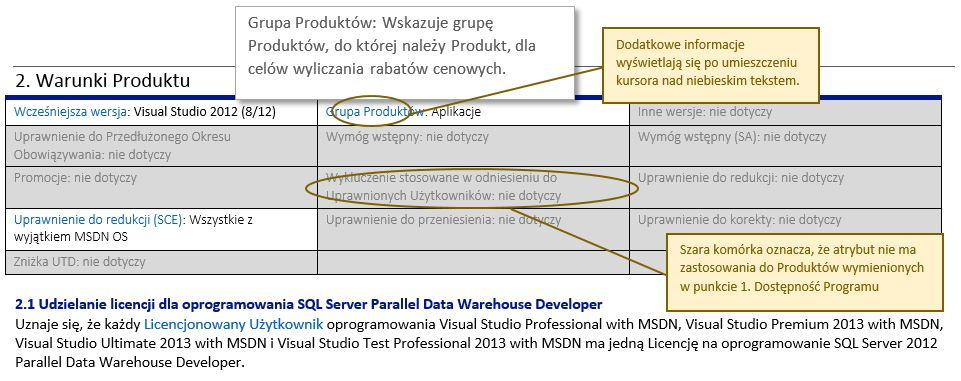 Grupa Produktów: Wskazuje grupę
Produktów, do której należy Produkt, dla
celów wyliczania rabatów cenowych.
Dodatkowe informacje
wyświetlają się po umieszczeniu
kursora nad niebieskim tekstem.
2. Warunki Produktu
Wcześniejsza wersja: Visual Studio 2012 (8/12)
Grupa Produktów: Aplikacje
Inne wersje: nie dotyczy
Uprawnienie do Przedłużonego Okresu
Obowiązywania: nie dotyczy
Wymóg wstępny: nie dotyczy
Wymóg wstępny (SA): nie dotyczy
Promocje: nie dotyczy
Wykluczenie stosowane w odniesieniu do
Uprawnionych Użytkowników: nie dotyczy
Uprawnienie do redukcji: nie dotyczy
Uprawnienie do redukcji (SCE): Wszystkie z
wyjątkiem MSDN OS
Uprawnienie do przeniesienia: nie dotyczy
Uprawnienie do korekty: nie dotyczy
Zniżka UTD: nie dotyczy
Szara komórka oznacza, że atrybut nie ma
zastosowania do Produktów wymienionych
w punkcie 1. Dostępność Programu
2.1 Udzielanie licencji dla oprogramowania SQL Server Parallel Data Warehouse Developer
Uznaje się, że każdy Licencjonowany Użytkownik oprogramowania Visual Studio Professional with MSDN, Visual Studio Premium 2013 with MSDN,
Visual Studio Ultimate 2013 with MSDN i Visual Studio Test Professional 2013 with MSDN ma jedną Licencję na oprogramowanie SQL Server 2012
Parallel Data Warehouse Developer.